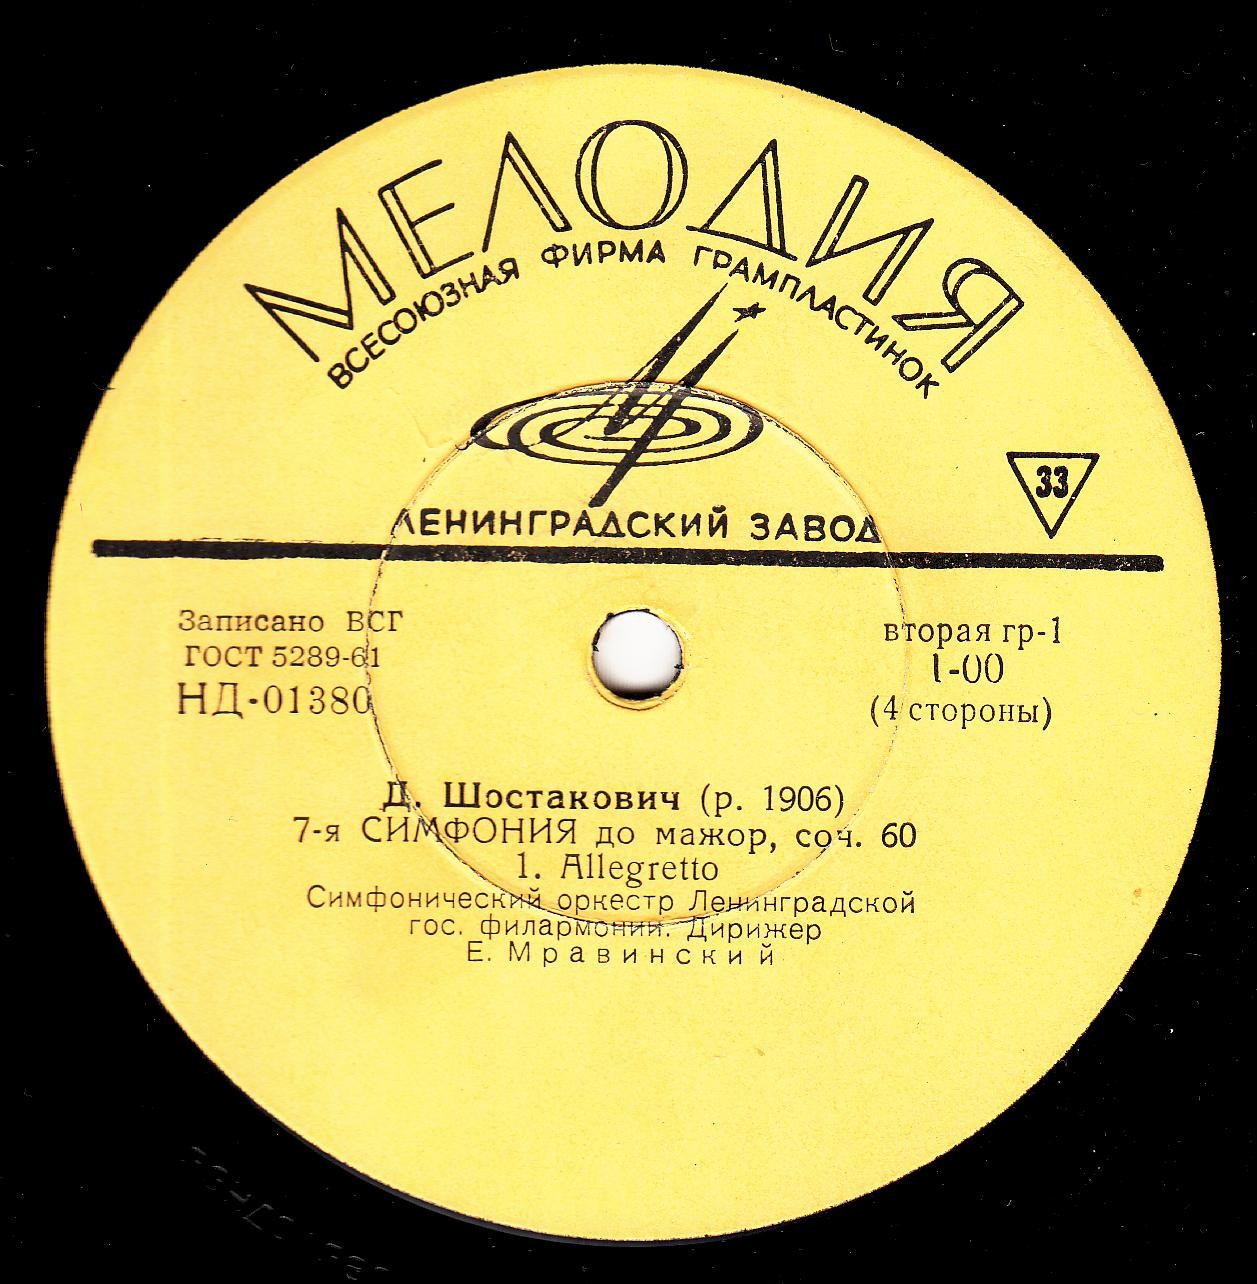 МЕЛОДИЯ
ВСЕСОЮЗНАЯ ФИРМА ГРАМПЛАСТИНОК
33
ЛЕНИНГРАДСКИЙ ЗАВОД
Записано ВСГ
ГОСТ 5289-61
НД-01380
вторая гр-1
1-00
(4 стороны)
Д. Шостакович (р. 1906)
7-я СИМФОНИЯ до мажор, соч. 60
1. Allegretto
Симфонический оркестр Ленинградской
гос. филармонии. Дирижер
Е. Мравинский